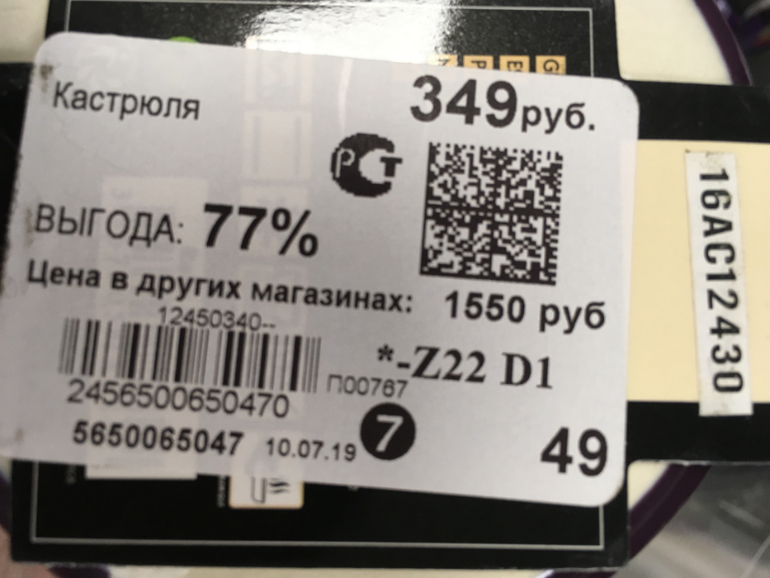 Кастрюля
349руб.
РСТ
ВЫГОДА: 77%
Цена в других магазинах: 1550 руб
12450340--
*-Z22 D1
П00767
2456500650470
5650065047 10.07.19 7
49
16AC12430